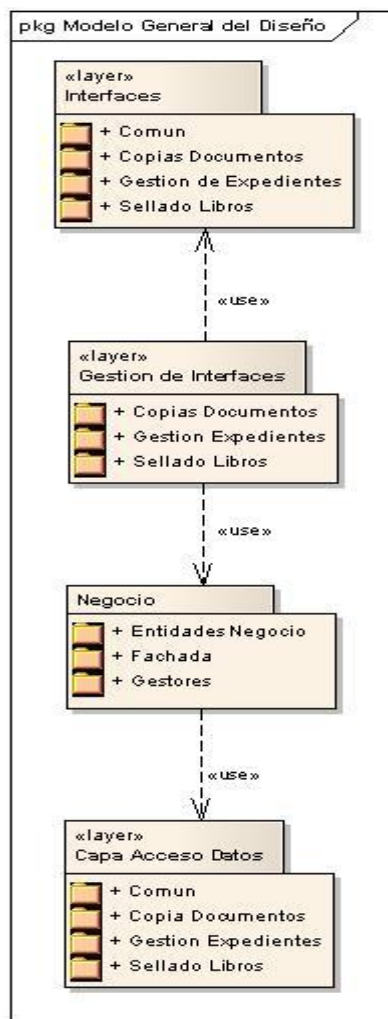 pkg Modelo General del Diseño
«layer»
Interfaces
+ Comun
+ Copias Documentos
+ Gestion de Expedientes
+ Sellado Libros
«use»
«layer»
Gestion de Interfaces
+ Copias Documentos
+ Gestion Expedientes
+ Sellado Libros
«use»
Negocio
+ Entidades Negocio
+ Fachada
+ Gestores
«use»
«layer»
Capa Acceso Datos
+ Comun
+ Copia Documentos
+ Gestion Expedientes
+ Sellado Libros